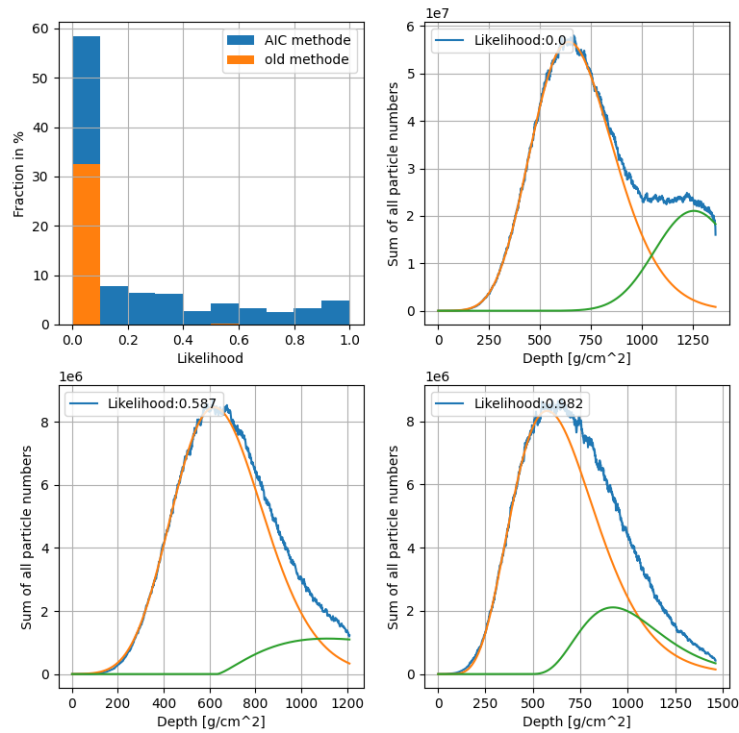 AIC methode
old methode
Fraction in %
60
50
40
30
20
10
0
0.0 0.2 0.4 0.6 0.8 1.0
Likelihood
1e7
Likelihood:0.0
Sum of all particle numbers
6
5
4
3
2
1
0
0 250 500 750 1000 1250
Depth [g/cm^2]
1e6
Likelihood:0.587
Sum of all particle numbers
8
6
4
2
0
0 200 400 600 800 1000 1200
Depth [g/cm^2]
1e6
Likelihood:0.982
Sum of all particle numbers
8
6
4
2
0
0 250 500 750 1000 1250 1500
Depth [g/cm^2]